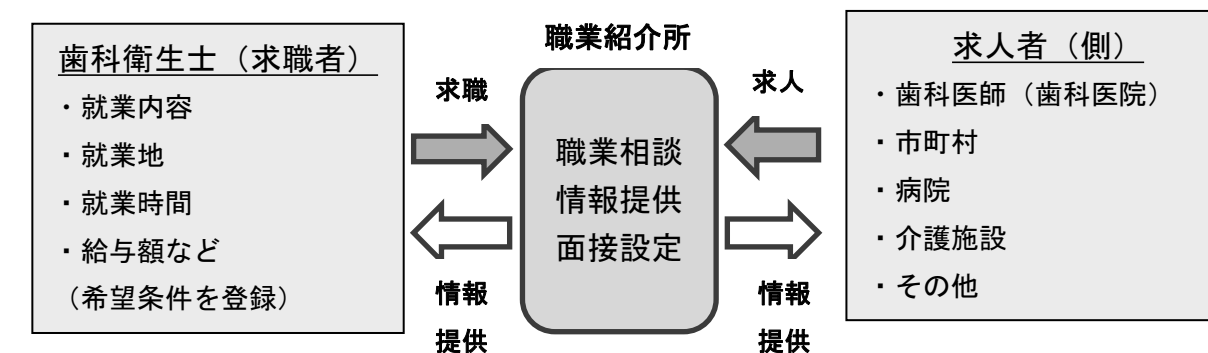 歯科衛生士（求職者）
・就業内容
・就業地
・就業時間
・給与額など
（希望条件を登録）
求職
情報
提供
職業紹介所
職業相談
情報提供
面接設定
求人
情報
提供
求人者（側）
・歯科医師（歯科医院）
・市町村
・病院
・介護施設
・その他